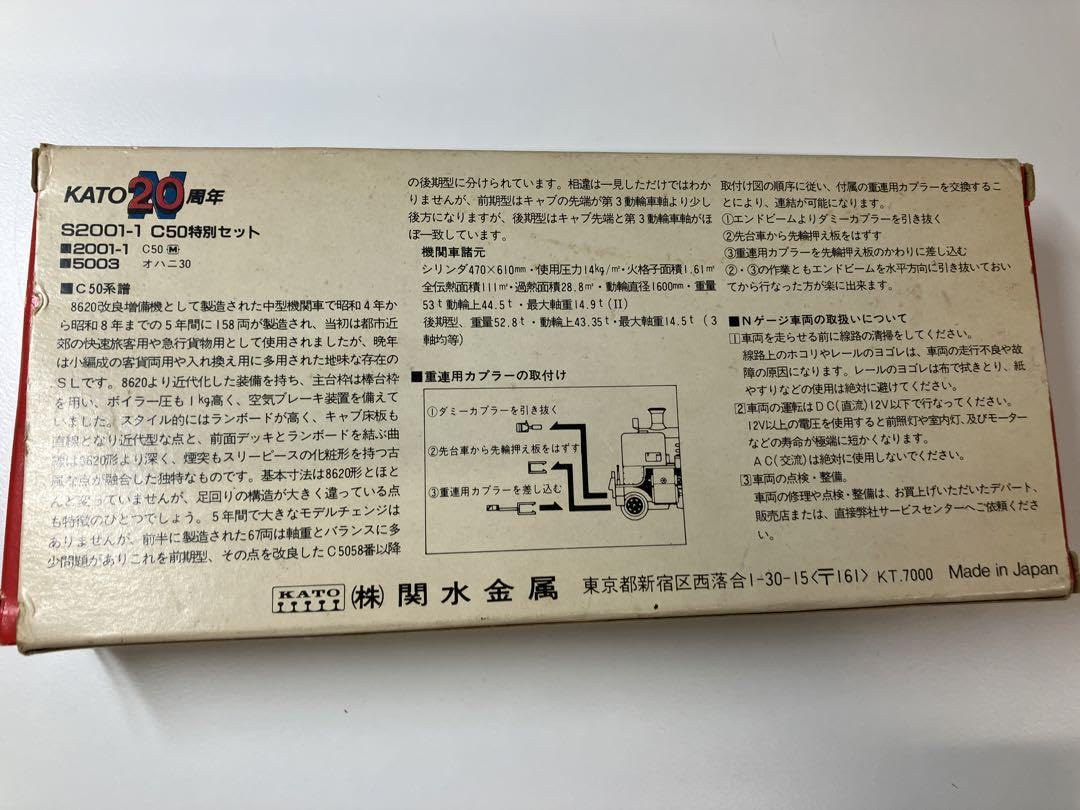 KATO N20周年
S2001-1 C50特別セット
■2001-1 C50 Ⓜ
■5003 オハニ30
■C50系譜
8620改良増備機として製造された中型機関車で昭和4年か
ら昭和8年までの5年間に158両が製造され、当初は都市近
郊の快速旅客用や急行貨物用として使用されましたが、晩年
は小編成の客貨両用や入れ換え用に多用された地味な存在の
SLです。8620より近代化した装備を持ち、主台枠は棒台枠
を用い、ボイラー圧も1kg高く、空気ブレーキ装置を備えて
いました。スタイル的にはランボードが高く、キャブ床板も
直線となり近代型な点と、前面デッキとランボードを結ぶ曲
線は8620形より深く、煙突もスリーピースの化粧形を持つ古
風な点が融合した独特なものです。基本寸法は8620形とほと
んど変っていませんが、足回りの構造が大きく違っている点
も特徴のひとつでしょう。5年間で大きなモデルチェンジは
ありませんが、前半に製造された67両は軸重とバランスに多
少問題がありこれを前期型、その点を改良したC5058番以降
の後期型に分けられています。相違は一見しただけではわか
りませんが、前期型はキャブの先端が第3動輪車軸より少し
後方になりますが、後期型はキャブ先端と第3動輪車軸がほ
ぼ一致しています。
機関車諸元
シリンダ470×610㎜・使用圧力14kg/㎡・火格子面積1.61㎡
全伝熱面積111㎡・過熱面積28.8㎡・動輪直径1600㎜・重量
53t動輪上44.5t・最大軸重14.9t(II)
後期型、重量52.8t・動輪上43.35t・最大軸重14.5t（3
軸均等）
■重連用カプラーの取付け
①ダミーカプラーを引き抜く
②先台車から先輪押え板をはずす
③重連用カプラーを差し込む
取付け図の順序に従い、付属の重連用カプラーを交換するこ
とにより、連結が可能になります。
①エンドビームよりダミーカプラーを引き抜く
②先台車から先輪押え板をはずす
③重連用カプラーを先輪押え板のかわりに差し込む
②・③の作業ともエンドビームを水平方向に引き抜いておい
てから行なった方が楽に出来ます。
■Nゲージ車両の取扱いについて
1車両を走らせる前に線路の清掃をしてください。
線路上のホコリやレールのヨゴレは、車両の走行不良や故
障の原因になります。レールのヨゴレは布で拭きとり、紙
やすりなどの使用は絶対に避けてください。
2車両の運転はDC(直流)12V以下で行なってください。
12V以上の電圧を使用すると前照灯や室内灯、及びモーター
などの寿命が極端に短かくなります。
AC(交流)は絶対に使用しないでください。
3車両の点検・整備。
車両の修理や点検・整備は、お買上げいただいたデパート、
販売店または、直接弊社サービスセンターへご依頼くださ
い。
KATO (株)関水金属 東京都新宿区西落合1-30-15〈〒161〉KT.7000 Made in Japan